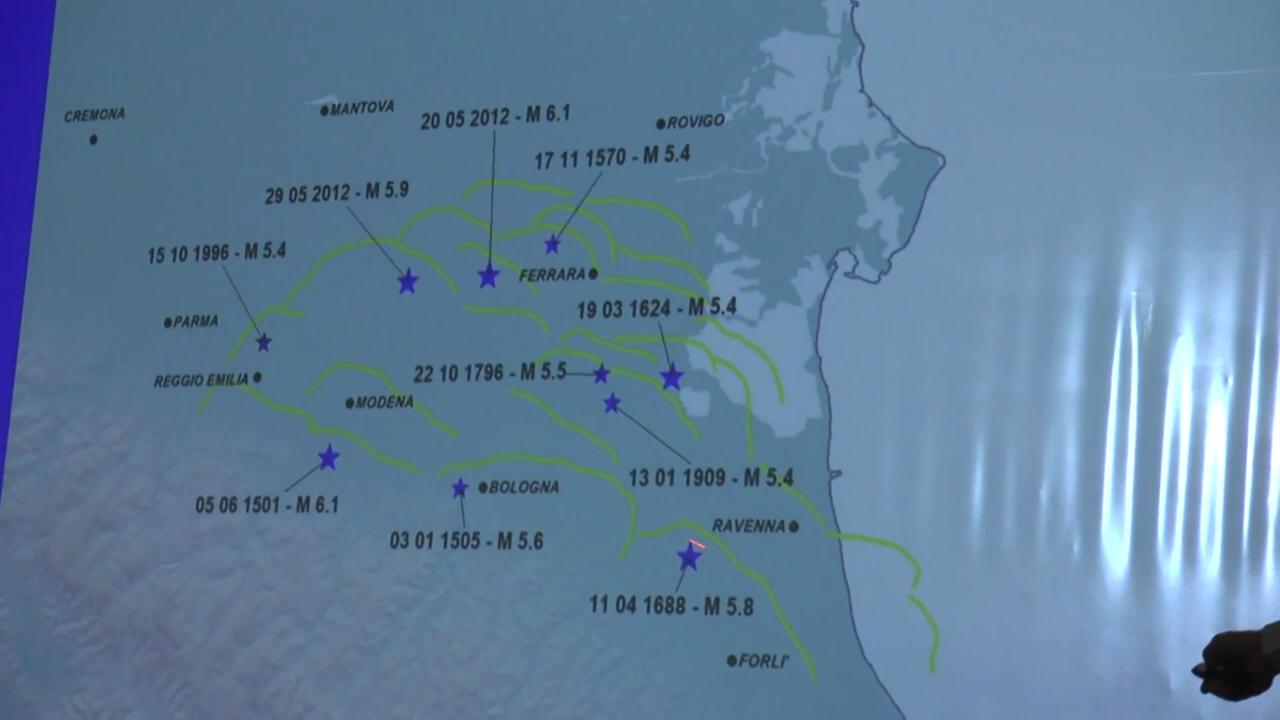 CREMONA
MANTOVA
20 05 2012 - M 6.1
ROVIGO
17 11 1570 - M 5.4
29 05 2012 - M 5.9
15 10 1996 - M 5.4
FERRARA
19 03 1624 - M 5.4
PARMA
22 10 1796 - M 5.5
REGGIO EMILIA
MODENA
13 01 1909 - M 5.4
BOLOGNA
05 06 1501 - M 6.1
RAVENNA
03 01 1505 - M 5.6
11 04 1688 - M 5.8
FORLI'